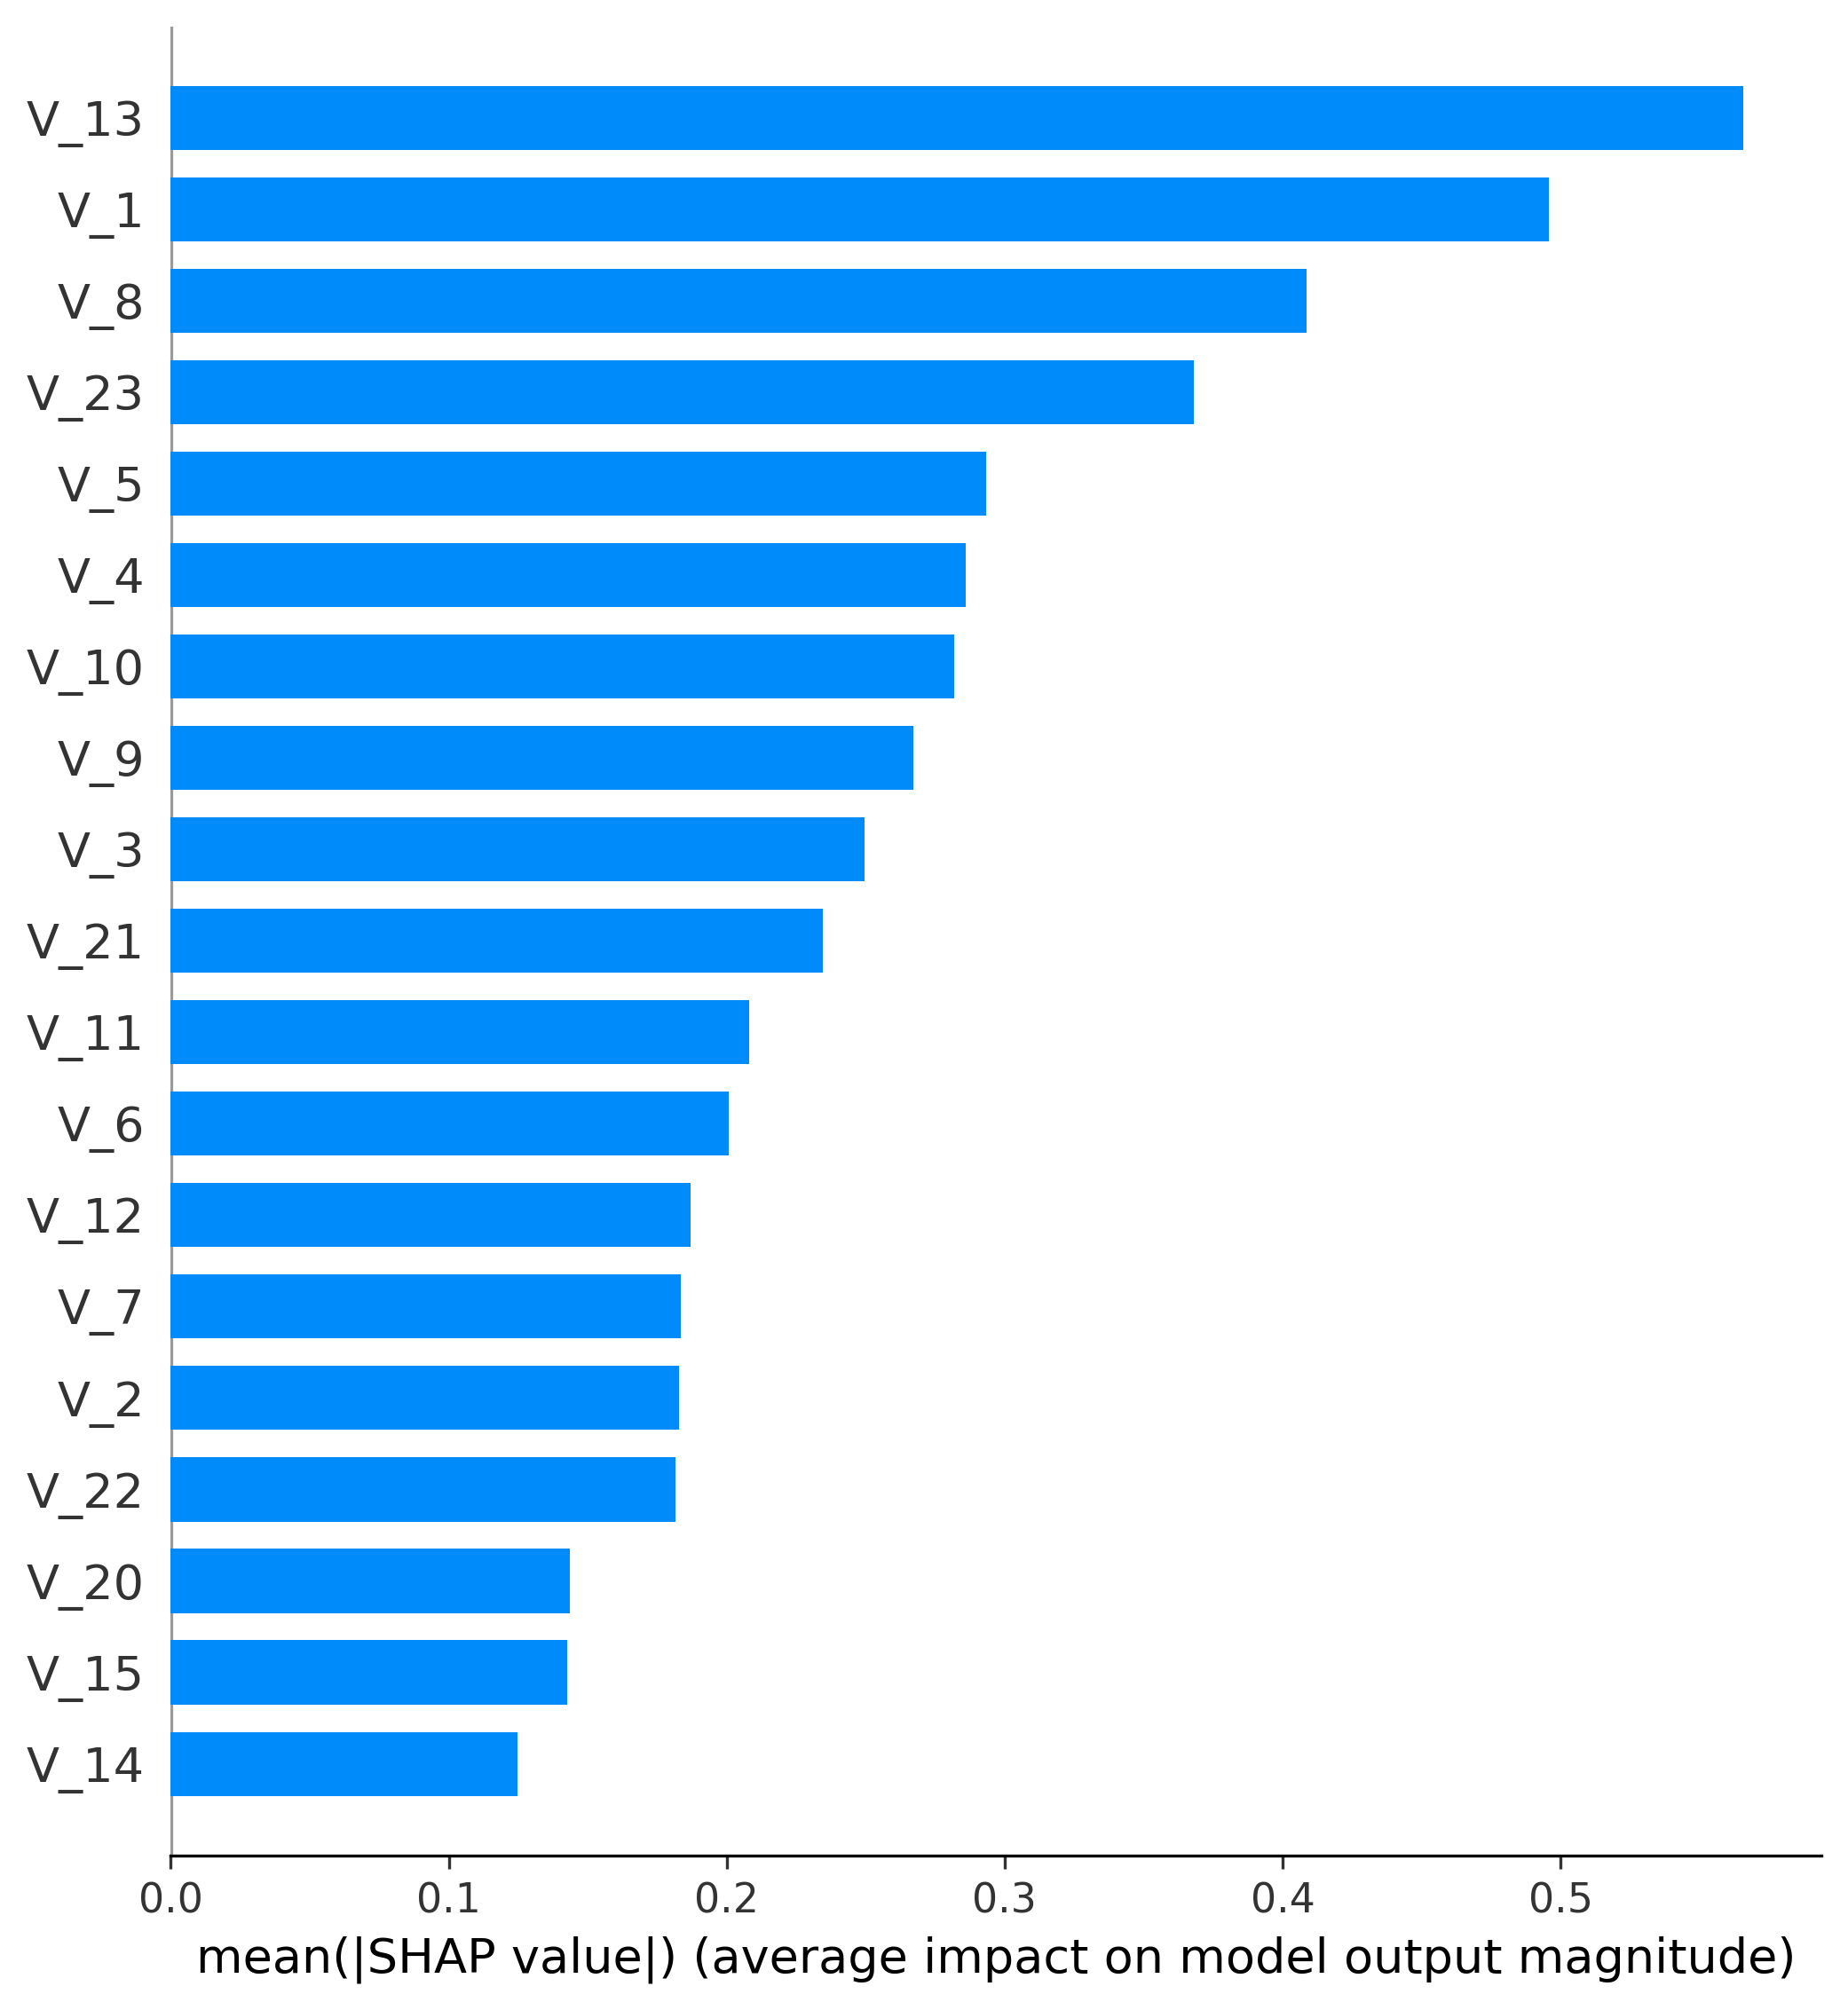 V_13
V_1
V_8
V_23
V_5
V_4
V_10
V_9
V_3
V_21
V_11
V_6
V_12
V_7
V_2
V_22
V_20
V_15
V_14
0.0 0.1 0.2 0.3 0.4 0.5
mean(|SHAP value|) (average impact on model output magnitude)